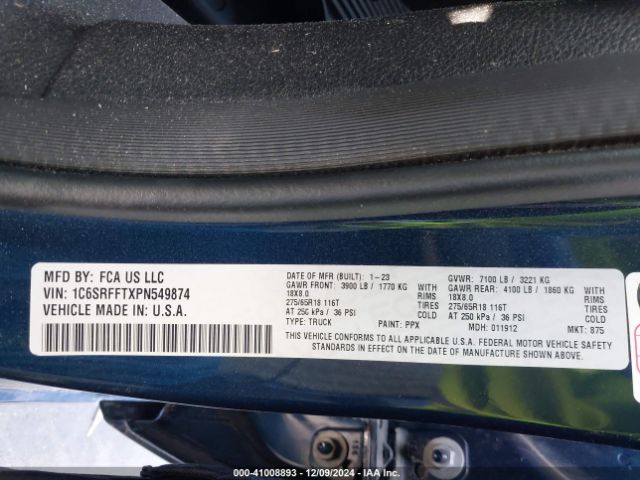 MFD BY: FCA US LLC
VIN: 1C6SRFFTXPN549874
VEHICLE MADE IN: U.S.A.
DATE OF MFR (BUILT): 1-23 GVWR: 7100 LB / 3221 KG
GAWR FRONT: 3900 LB / 1770 KG WITH GAWR REAR: 4100 LB / 1860 KG WITH
18X8.0 RIMS 18X8.0 RIMS
275/65R18 116T TIRES 275/65R18 116T TIRES
AT 250 kPa / 36 PSI COLD AT 250 kPa / 36 PSI COLD
TYPE: TRUCK PAINT: PPX MDH: 011912 MKT: 875
THIS VEHICLE CONFORMS TO ALL APPLICABLE U.S.A. FEDERAL MOTOR VEHICLE SAFETY
STANDARDS IN EFFECT ON THE DATE OF MANUFACTURE SHOWN ABOVE.
000-41008893 - 12/09/2024 - IAA Inc.